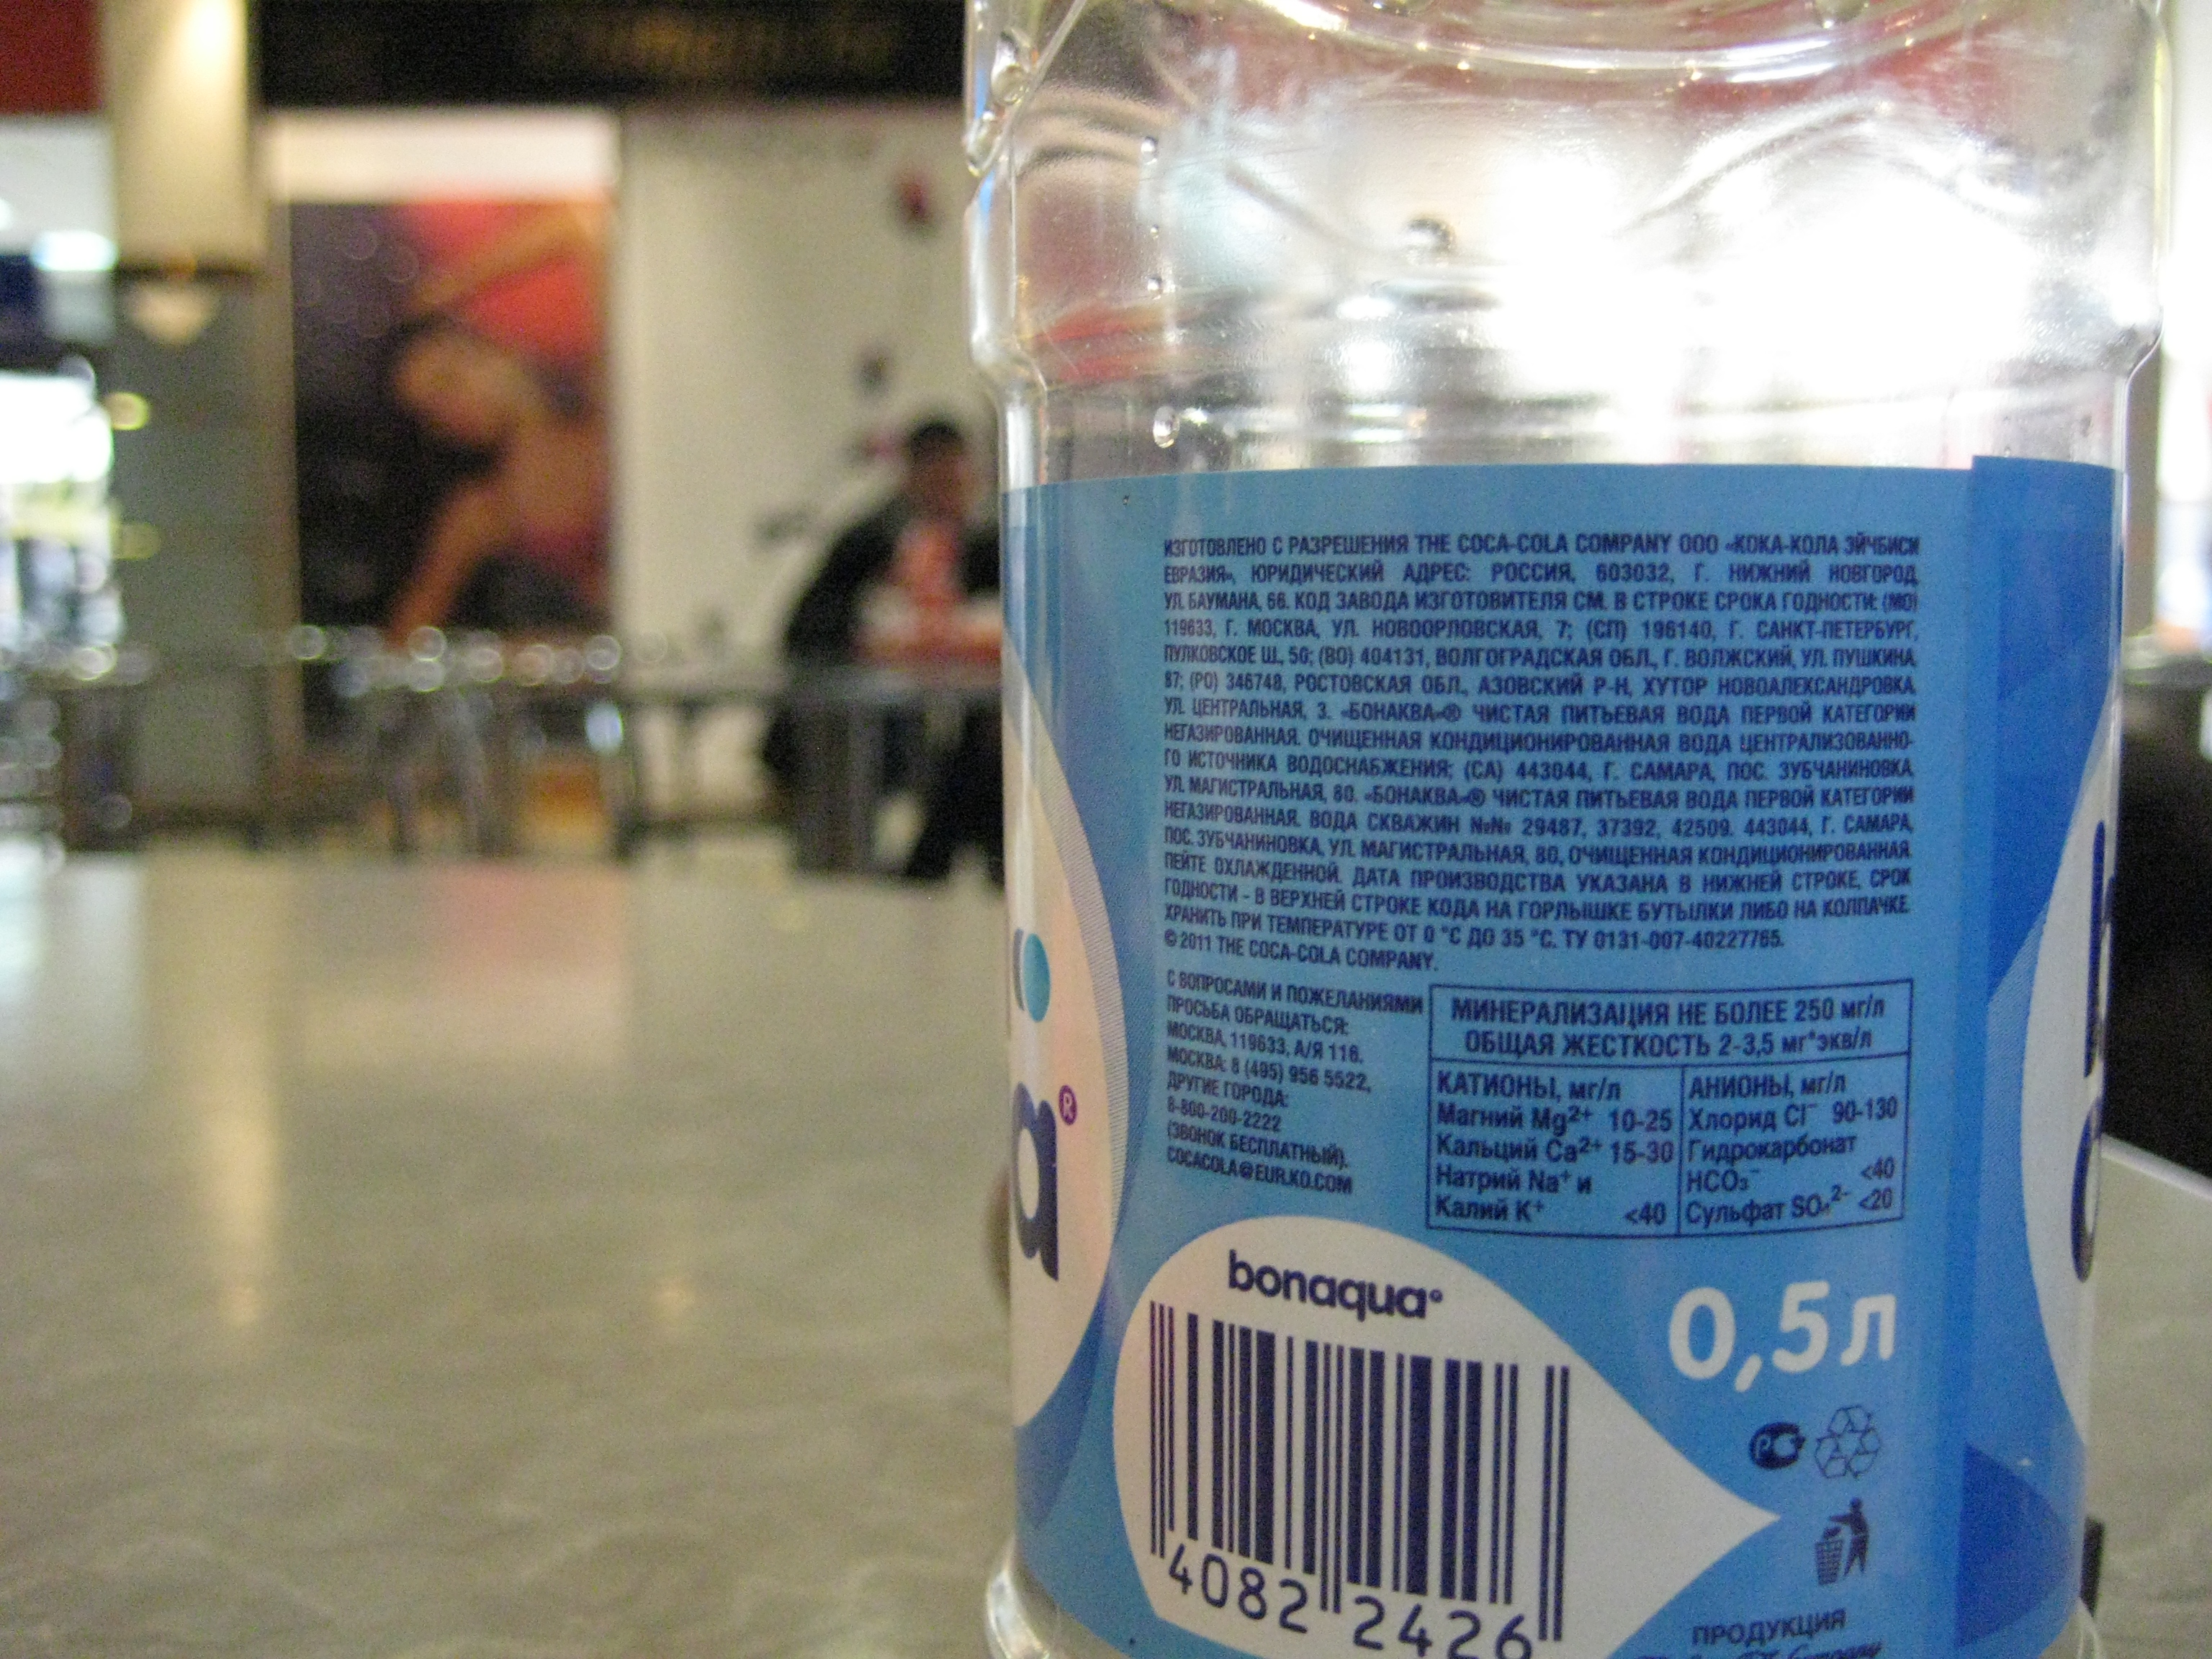 ИЗГОТОВЛЕНО С РАЗРЕШЕНИЯ THE COCA-COLA COMPANY ООО «КОКА-КОЛА ЭЙЧБИСИ
ЕВРАЗИЯ», ЮРИДИЧЕСКИЙ АДРЕС: РОССИЯ, 603032, Г. НИЖНИЙ НОВГОРОД,
УЛ. БАУМАНА, 66. КОД ЗАВОДА ИЗГОТОВИТЕЛЯ СМ. В СТРОКЕ СРОКА ГОДНОСТИ: (МО)
119633, Г. МОСКВА, УЛ. НОВООРЛОВСКАЯ, 7; (СП) 196140, Г. САНКТ-ПЕТЕРБУРГ,
ПУЛКОВСКОЕ Ш., 50; (ВО) 404131, ВОЛГОГРАДСКАЯ ОБЛ., Г. ВОЛЖСКИЙ, УЛ. ПУШКИНА,
87; (РО) 346748, РОСТОВСКАЯ ОБЛ., АЗОВСКИЙ Р-Н, ХУТОР НОВОАЛЕКСАНДРОВКА,
УЛ. ЦЕНТРАЛЬНАЯ, 3. «БОНАКВА»® ЧИСТАЯ ПИТЬЕВАЯ ВОДА ПЕРВОЙ КАТЕГОРИИ
НЕГАЗИРОВАННАЯ. ОЧИЩЕННАЯ КОНДИЦИОНИРОВАННАЯ ВОДА ЦЕНТРАЛИЗОВАННО-
ГО ИСТОЧНИКА ВОДОСНАБЖЕНИЯ; (СА) 443044, Г. САМАРА, ПОС. ЗУБЧАНИНОВКА,
УЛ. МАГИСТРАЛЬНАЯ, 80. «БОНАКВА»® ЧИСТАЯ ПИТЬЕВАЯ ВОДА ПЕРВОЙ КАТЕГОРИИ
НЕГАЗИРОВАННАЯ. ВОДА СКВАЖИН №№ 29487, 37392, 42509. 443044, Г. САМАРА,
ПОС. ЗУБЧАНИНОВКА, УЛ. МАГИСТРАЛЬНАЯ, 80, ОЧИЩЕННАЯ КОНДИЦИОНИРОВАННАЯ.
ПЕЙТЕ ОХЛАЖДЕННОЙ. ДАТА ПРОИЗВОДСТВА УКАЗАНА В НИЖНЕЙ СТРОКЕ, СРОК
ГОДНОСТИ - В ВЕРХНЕЙ СТРОКЕ КОДА НА ГОРЛЫШКЕ БУТЫЛКИ ЛИБО НА КОЛПАЧКЕ.
ХРАНИТЬ ПРИ ТЕМПЕРАТУРЕ ОТ 0 °С ДО 35 °С. ТУ 0131-007-40227765.
© 2011 THE COCA-COLA COMPANY.
С ВОПРОСАМИ И ПОЖЕЛАНИЯМИ
ПРОСЬБА ОБРАЩАТЬСЯ:
МОСКВА, 119633, А/Я 116,
МОСКВА: 8 (495) 956 5522,
ДРУГИЕ ГОРОДА:
8-800-200-2222
(ЗВОНОК БЕСПЛАТНЫЙ).
COCACOLA@EUR.KO.COM
МИНЕРАЛИЗАЦИЯ НЕ БОЛЕЕ 250 мг/л
ОБЩАЯ ЖЕСТКОСТЬ 2-3,5 мг*экв/л
КАТИОНЫ, мг/л
Магний Mg²⁺ 10-25
Кальций Ca²⁺ 15-30
Натрий Na⁺ и
Калий K⁺ <40
АНИОНЫ, мг/л
Хлорид Cl⁻ 90-130
Гидрокарбонат
HCO₃⁻ <40
Сульфат SO₄²⁻ <20
a®
bonaqua®
4082 2426
0,5 л
РС
ПРОДУКЦИЯ